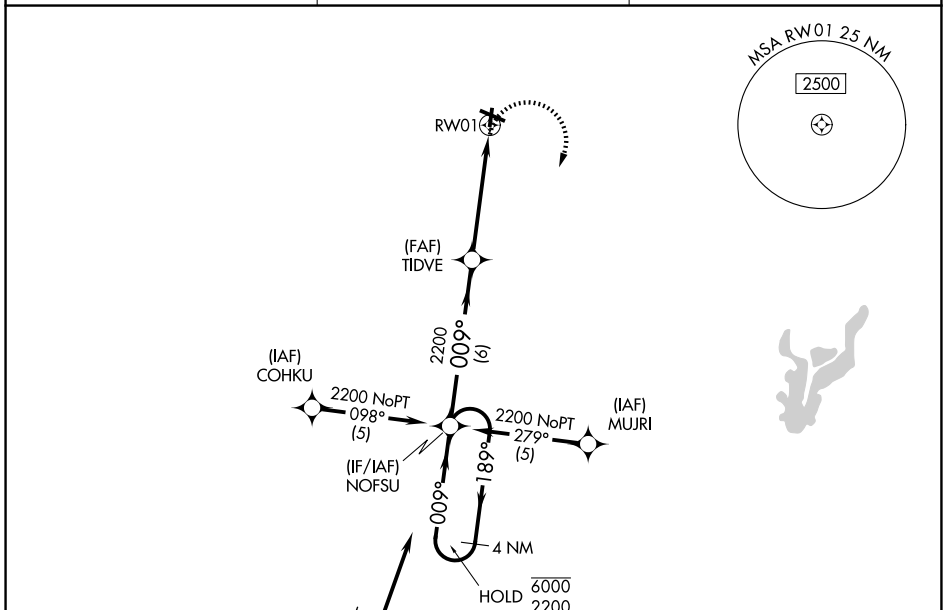 MSA RW01 25 NM
2500
RW01
(FAF)
TIDVE
2200
009°
(6)
(IAF)
COHKU
2200 NoPT
098°
(5)
2200 NoPT
279°
(5)
(IAF)
MUJRI
(IF/IAF)
NOFSU
189°
009°
4 NM
HOLD
6000
2200